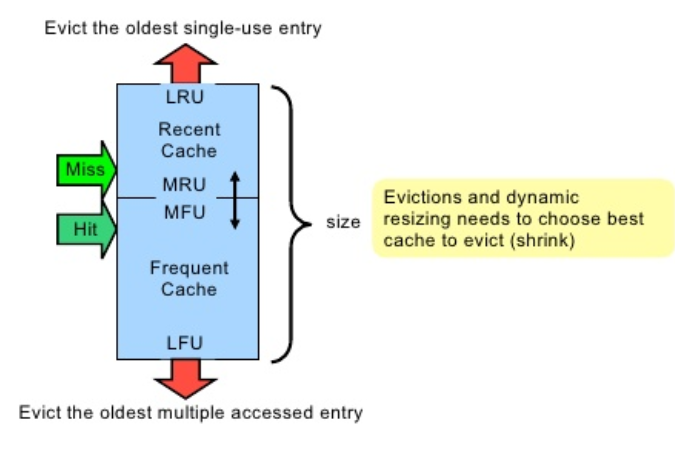 Evict the oldest single-use entry
LRU
Recent
Cache
Miss
MRU
MFU
Hit
size
Evictions and dynamic
resizing needs to choose best
cache to evict (shrink)
Frequent
Cache
LFU
Evict the oldest multiple accessed entry